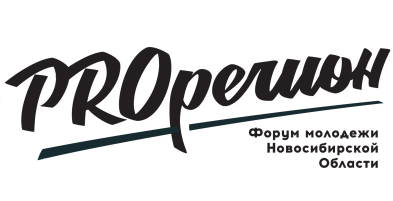 PROрегион
Форум молодежи
Новосибирской
Области